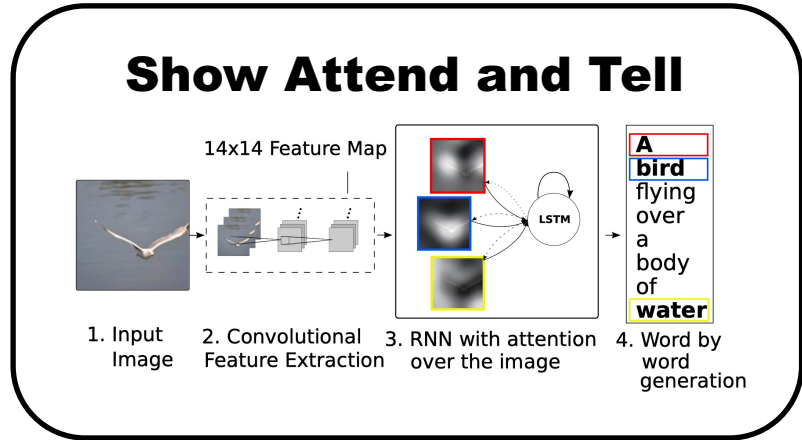 Show Attend and Tell
14x14 Feature Map
LSTM
A
bird
flying
over
a
body
of
water
1. Input
Image
2. Convolutional
Feature Extraction
3. RNN with attention
over the image
4. Word by
word
generation